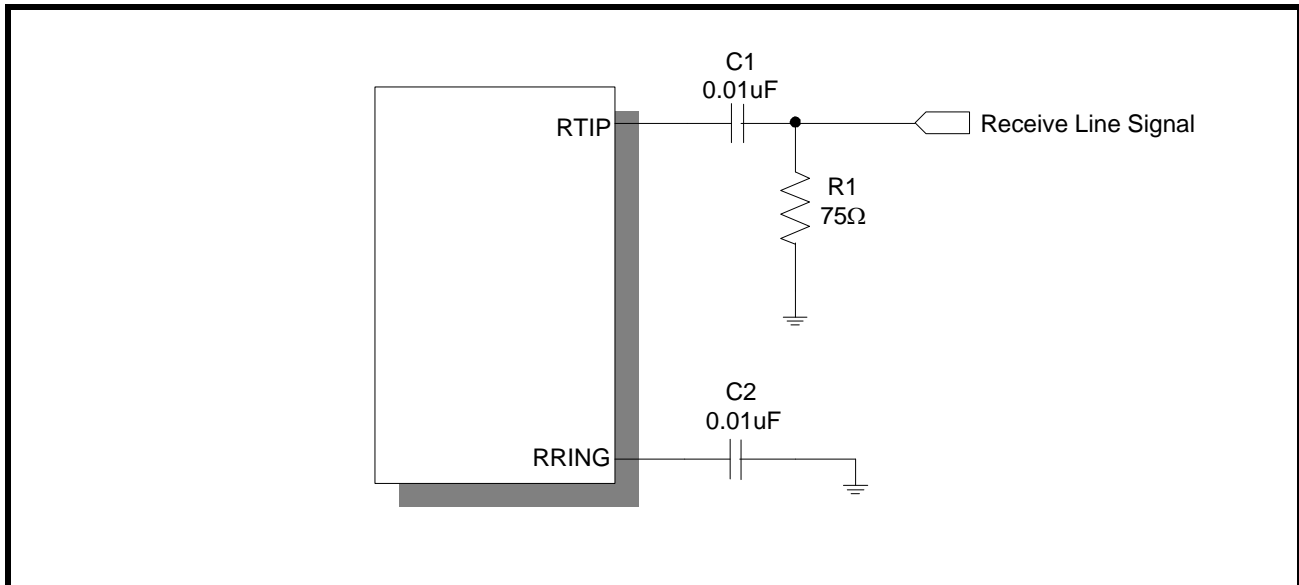 C1
0.01uF
RTIP
Receive Line Signal
R1
75Ω
C2
0.01uF
RRING